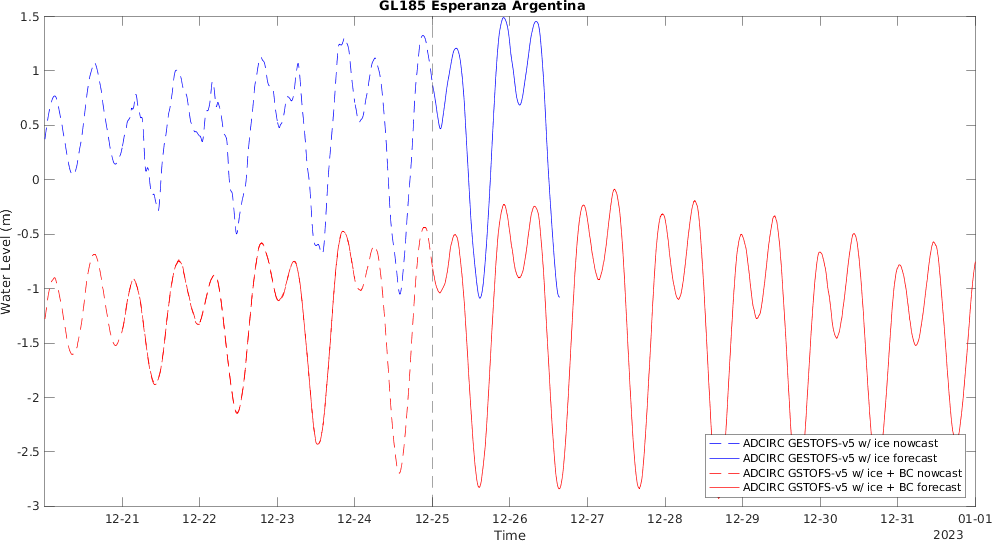 GL185 Esperanza Argentina
1.5
1
0.5
0
-0.5
-1
-1.5
-2
-2.5
-3
Water Level (m)
ADCIRC GESTOFS-v5 w/ ice nowcast
ADCIRC GESTOFS-v5 w/ ice forecast
ADCIRC GSTOFS-v5 w/ ice + BC nowcast
ADCIRC GSTOFS-v5 w/ ice + BC forecast
12-21 12-22 12-23 12-24 12-25 12-26 12-27 12-28 12-29 12-30 12-31 01-01
Time
2023